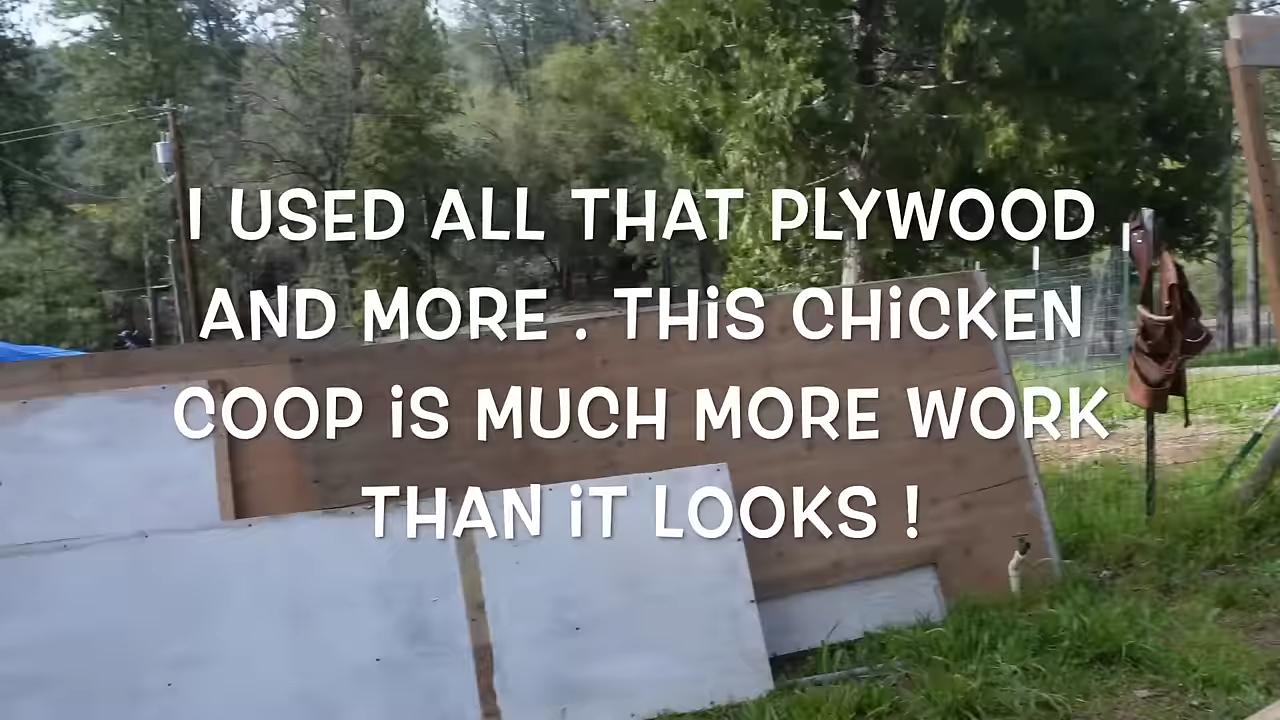 I USED ALL THAT PLYWOOD
AND MORE . THiS CHiCKEN
COOP iS MUCH MORE WORK
THAN iT LOOKS !